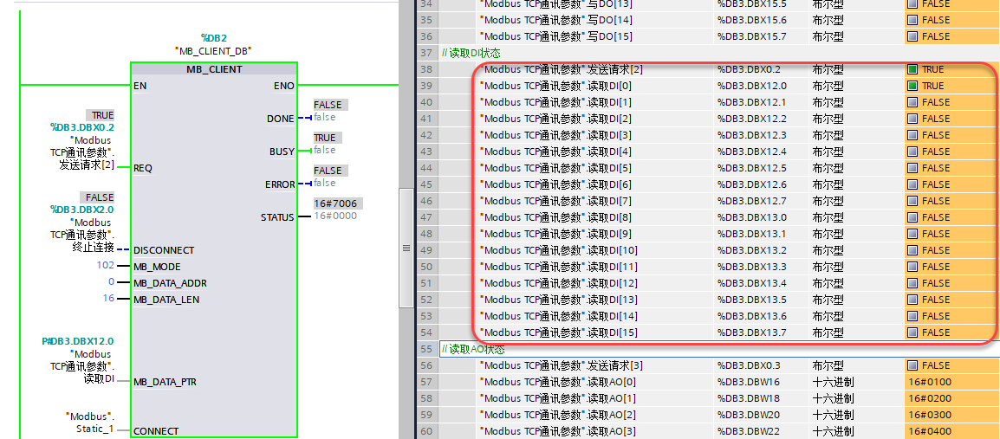 %DB2
"MB_CLIENT_DB"
MB_CLIENT
EN
ENO
FALSE
DONE
false
TRUE
%DB3.DBX0.2
"Modbus
TCP通讯参数".
发送请求[2]
REQ
TRUE
BUSY
false
FALSE
ERROR
false
16#7006
STATUS
16#0000
FALSE
%DB3.DBX2.0
"Modbus
TCP通讯参数".
终止连接
DISCONNECT
102
MB_MODE
0
MB_DATA_ADDR
16
MB_DATA_LEN
P#DB3.DBX12.0
"Modbus
TCP通讯参数".
读取DI
MB_DATA_PTR
"Modbus".
Static_1
CONNECT
34 "Modbus TCP通讯参数".写DO[13] %DB3.DBX15.5 布尔型 FALSE
35 "Modbus TCP通讯参数".写DO[14] %DB3.DBX15.6 布尔型 FALSE
36 "Modbus TCP通讯参数".写DO[15] %DB3.DBX15.7 布尔型 FALSE
37 //读取DI状态
38 "Modbus TCP通讯参数".发送请求[2] %DB3.DBX0.2 布尔型 TRUE
39 "Modbus TCP通讯参数".读取DI[0] %DB3.DBX12.0 布尔型 TRUE
40 "Modbus TCP通讯参数".读取DI[1] %DB3.DBX12.1 布尔型 FALSE
41 "Modbus TCP通讯参数".读取DI[2] %DB3.DBX12.2 布尔型 FALSE
42 "Modbus TCP通讯参数".读取DI[3] %DB3.DBX12.3 布尔型 FALSE
43 "Modbus TCP通讯参数".读取DI[4] %DB3.DBX12.4 布尔型 FALSE
44 "Modbus TCP通讯参数".读取DI[5] %DB3.DBX12.5 布尔型 FALSE
45 "Modbus TCP通讯参数".读取DI[6] %DB3.DBX12.6 布尔型 FALSE
46 "Modbus TCP通讯参数".读取DI[7] %DB3.DBX12.7 布尔型 FALSE
47 "Modbus TCP通讯参数".读取DI[8] %DB3.DBX13.0 布尔型 FALSE
48 "Modbus TCP通讯参数".读取DI[9] %DB3.DBX13.1 布尔型 FALSE
49 "Modbus TCP通讯参数".读取DI[10] %DB3.DBX13.2 布尔型 FALSE
50 "Modbus TCP通讯参数".读取DI[11] %DB3.DBX13.3 布尔型 FALSE
51 "Modbus TCP通讯参数".读取DI[12] %DB3.DBX13.4 布尔型 FALSE
52 "Modbus TCP通讯参数".读取DI[13] %DB3.DBX13.5 布尔型 FALSE
53 "Modbus TCP通讯参数".读取DI[14] %DB3.DBX13.6 布尔型 FALSE
54 "Modbus TCP通讯参数".读取DI[15] %DB3.DBX13.7 布尔型 FALSE
55 //读取AO状态
56 "Modbus TCP通讯参数".发送请求[3] %DB3.DBX0.3 布尔型 FALSE
57 "Modbus TCP通讯参数".读取AO[0] %DB3.DBW16 十六进制 16#0100
58 "Modbus TCP通讯参数".读取AO[1] %DB3.DBW18 十六进制 16#0200
59 "Modbus TCP通讯参数".读取AO[2] %DB3.DBW20 十六进制 16#0300
60 "Modbus TCP通讯参数".读取AO[3] %DB3.DBW22 十六进制 16#0400